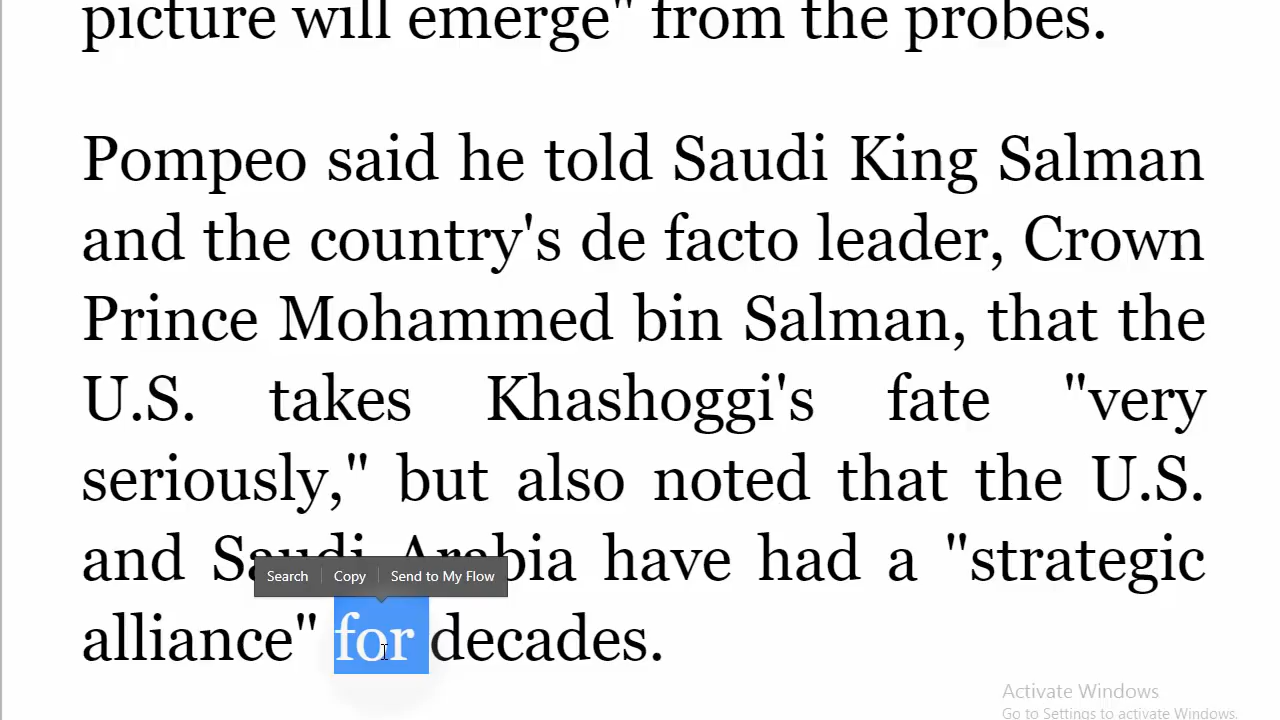 picture will emerge" from the probes.
Pompeo said he told Saudi King Salman
and the country's de facto leader, Crown
Prince Mohammed bin Salman, that the
U.S. takes Khashoggi's fate "very
seriously," but also noted that the U.S.
and Saudi Arabia have had a "strategic
Search Copy Send to My Flow
alliance" for decades.
Activate Windows
Go to Settings to activate Windows.